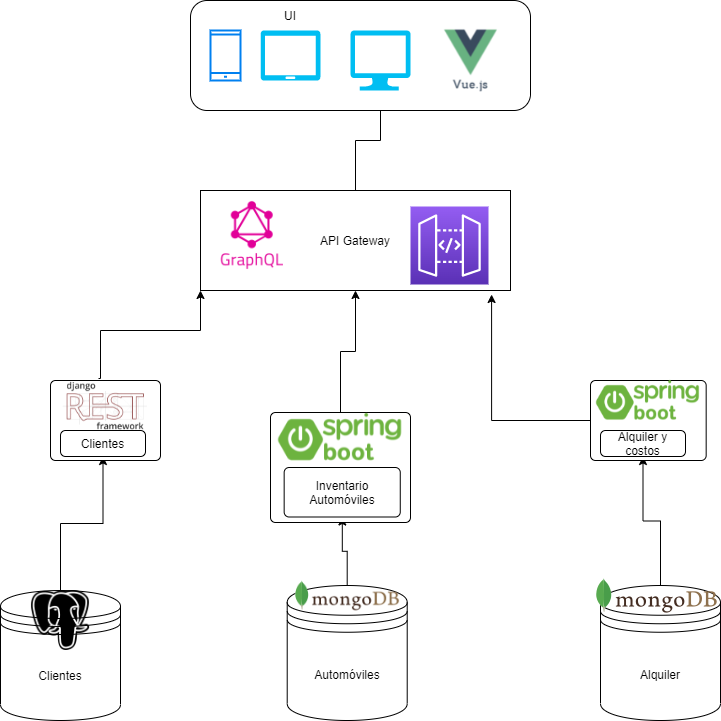 UI
Vue.js
GraphQL
API Gateway
</>
django
REST
framework
Clientes
spring
boot
Inventario
Automóviles
spring
boot
Alquiler y
costos
Clientes
mongoDB
Automóviles
mongoDB
Alquiler